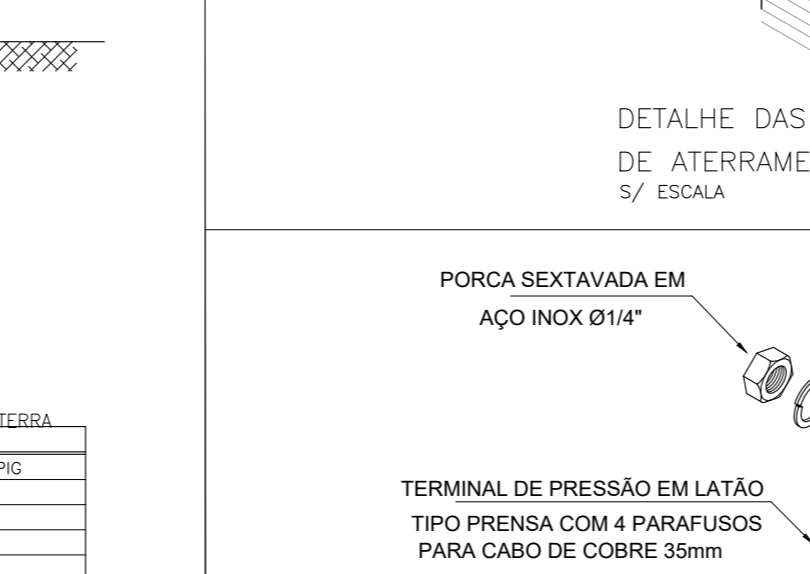 DETALHE DAS
DE ATERRAME
S/ ESCALA
PORCA SEXTAVADA EM
AÇO INOX Ø1/4"
TERRA
PIG
TERMINAL DE PRESSÃO EM LATÃO
TIPO PRENSA COM 4 PARAFUSOS
PARA CABO DE COBRE 35mm